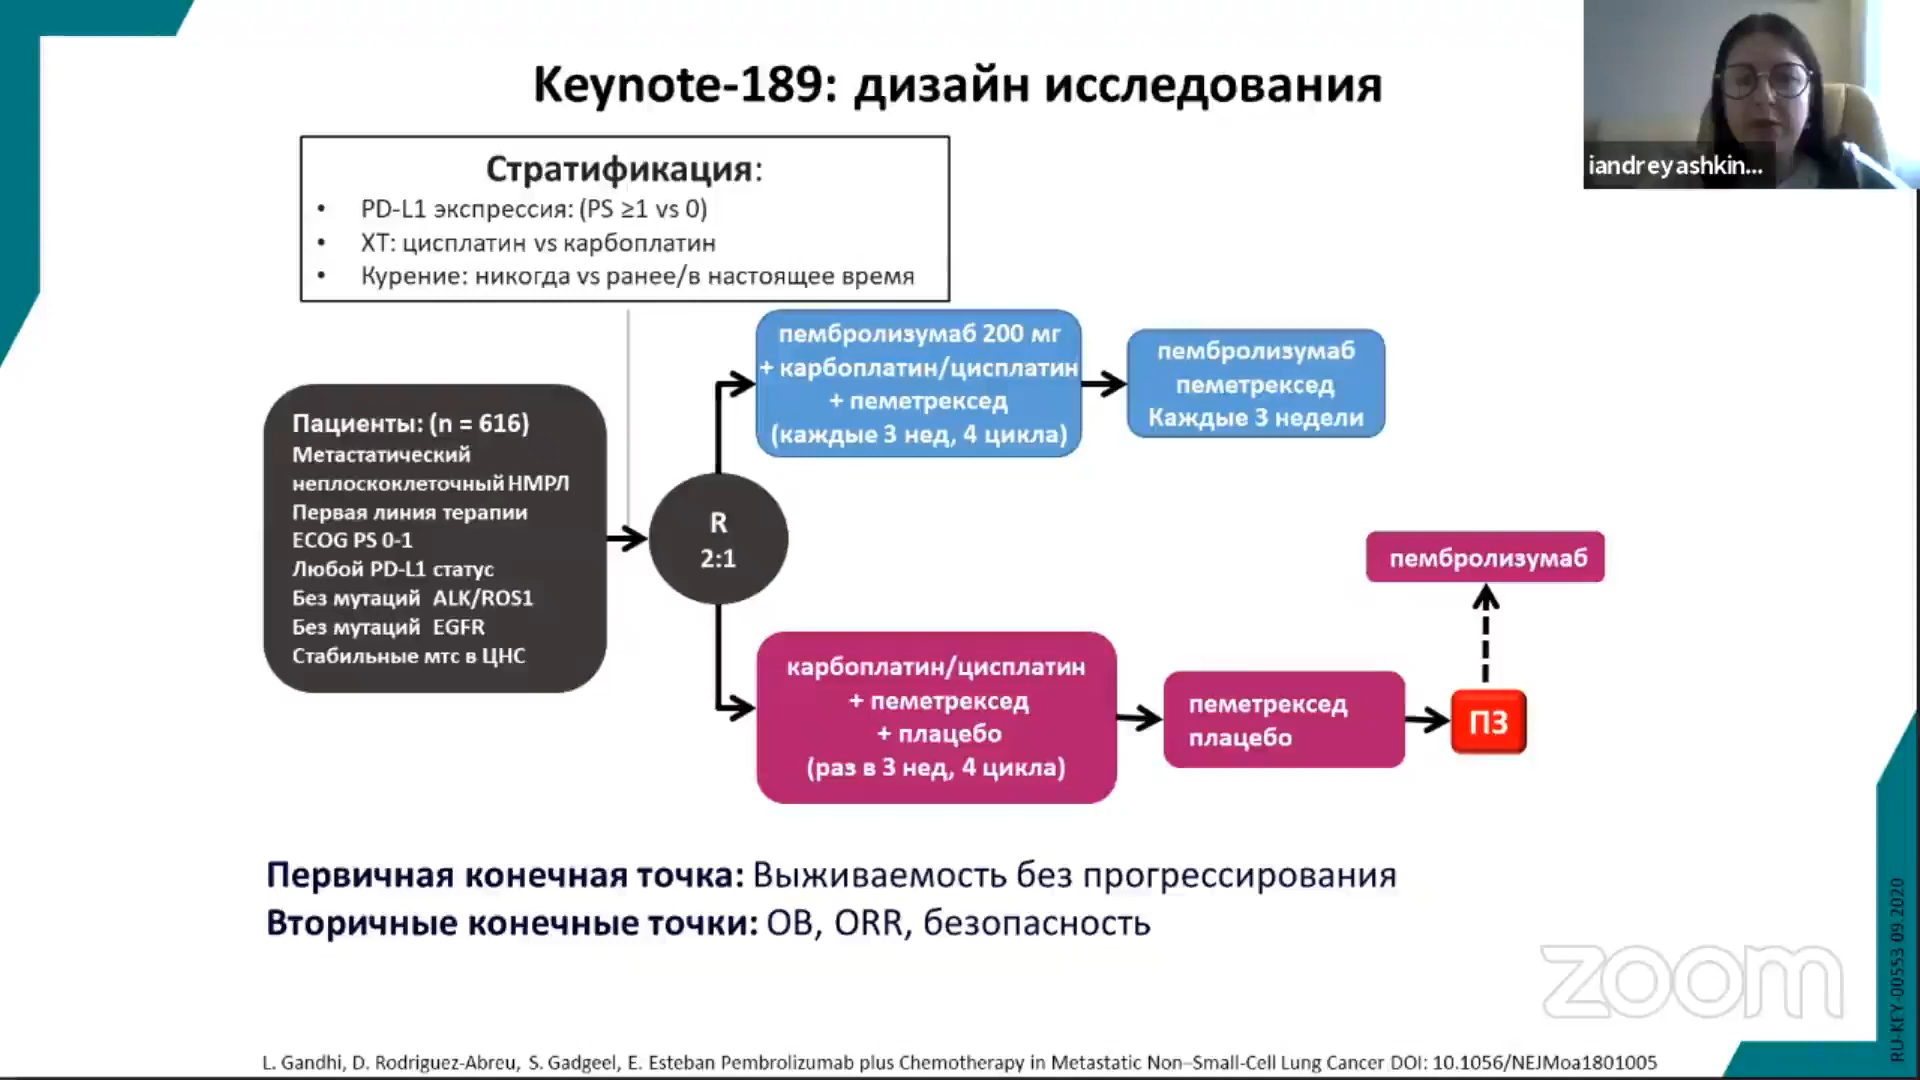 Keynote-189: дизайн исследования
iandreyashkin...
Стратификация:
• PD-L1 экспрессия: (PS ≥1 vs 0)
• ХТ: цисплатин vs карбоплатин
• Курение: никогда vs ранее/в настоящее время
пембролизумаб 200 мг
+ карбоплатин/цисплатин
+ пеметрексед
(каждые 3 нед, 4 цикла)
пембролизумаб
пеметрексед
Каждые 3 недели
Пациенты: (n = 616)
Метастатический
неплоскоклеточный НМРЛ
Первая линия терапии
ECOG PS 0-1
Любой PD-L1 статус
Без мутаций ALK/ROS1
Без мутаций EGFR
Стабильные мтс в ЦНС
R
2:1
пембролизумаб
карбоплатин/цисплатин
+ пеметрексед
+ плацебо
(раз в 3 нед, 4 цикла)
пеметрексед
плацебо
ПЗ
Первичная конечная точка: Выживаемость без прогрессирования
Вторичные конечные точки: ОВ, ORR, безопасность
zoom
RU-KEY-00553 09.2020
L. Gandhi, D. Rodriguez-Abreu, S. Gadgeel, E. Esteban Pembrolizumab plus Chemotherapy in Metastatic Non–Small-Cell Lung Cancer DOI: 10.1056/NEJMoa1801005